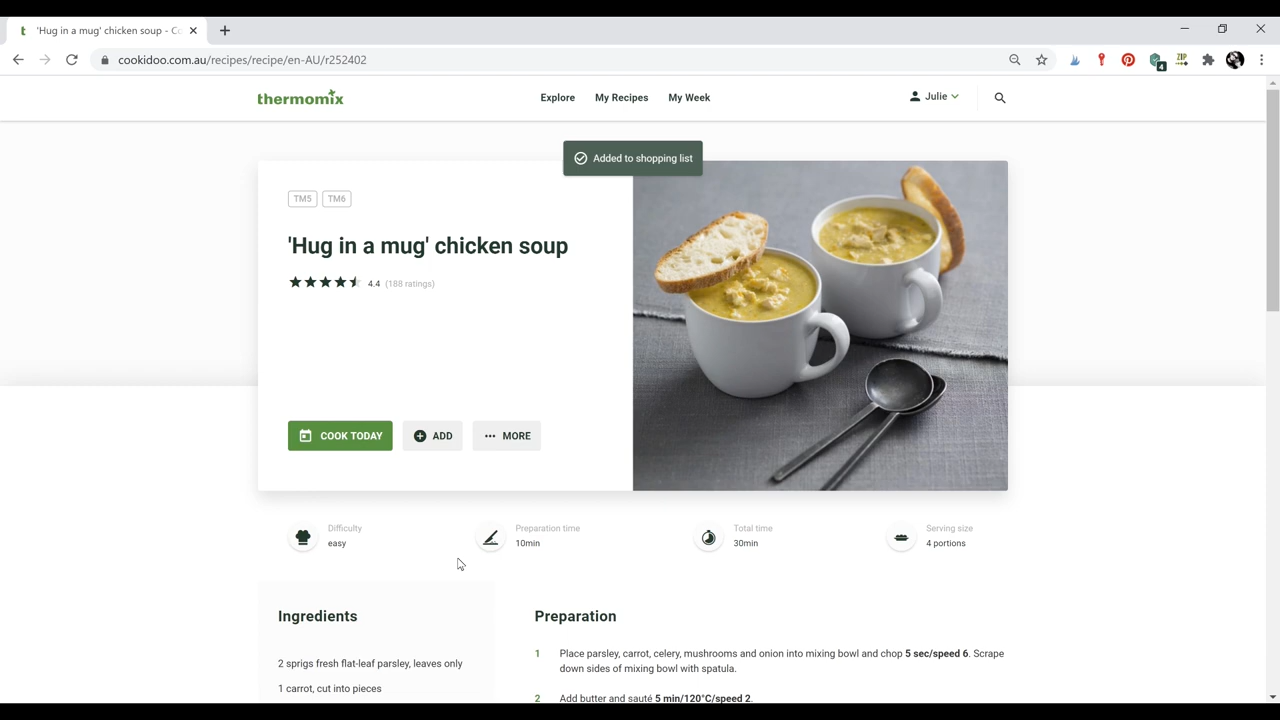 'Hug in a mug' chicken soup - Co
cookidoo.com.au/recipes/recipe/en-AU/r252402
4
ZIP
thermomix
Explore
My Recipes
My Week
Julie
Added to shopping list
TM5
TM6
'Hug in a mug' chicken soup
4.4 (188 ratings)
COOK TODAY
ADD
MORE
Difficulty
easy
Preparation time
10min
Total time
30min
Serving size
4 portions
Ingredients
2 sprigs fresh flat-leaf parsley, leaves only
1 carrot, cut into pieces
Preparation
1 Place parsley, carrot, celery, mushrooms and onion into mixing bowl and chop 5 sec/speed 6. Scrape
down sides of mixing bowl with spatula.
2 Add butter and sauté 5 min/120°C/speed 2.